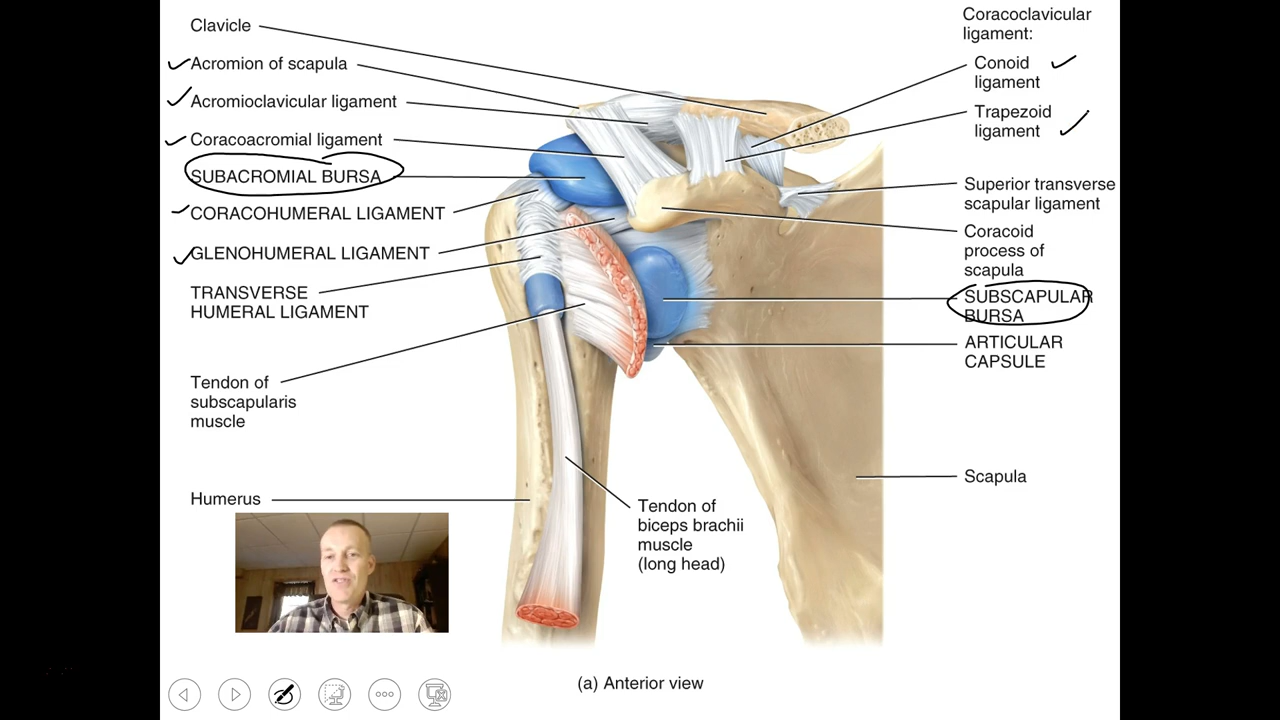 Clavicle
Acromion of scapula
Acromioclavicular ligament
Coracoacromial ligament
SUBACROMIAL BURSA
CORACOHUMERAL LIGAMENT
GLENOHUMERAL LIGAMENT
TRANSVERSE
HUMERAL LIGAMENT
Tendon of
subscapularis
muscle
Humerus
Tendon of
biceps brachii
muscle
(long head)
Coracoclavicular
ligament:
Conoid
ligament
Trapezoid
ligament
Superior transverse
scapular ligament
Coracoid
process of
scapula
SUBSCAPULAR
BURSA
ARTICULAR
CAPSULE
Scapula
(a) Anterior view